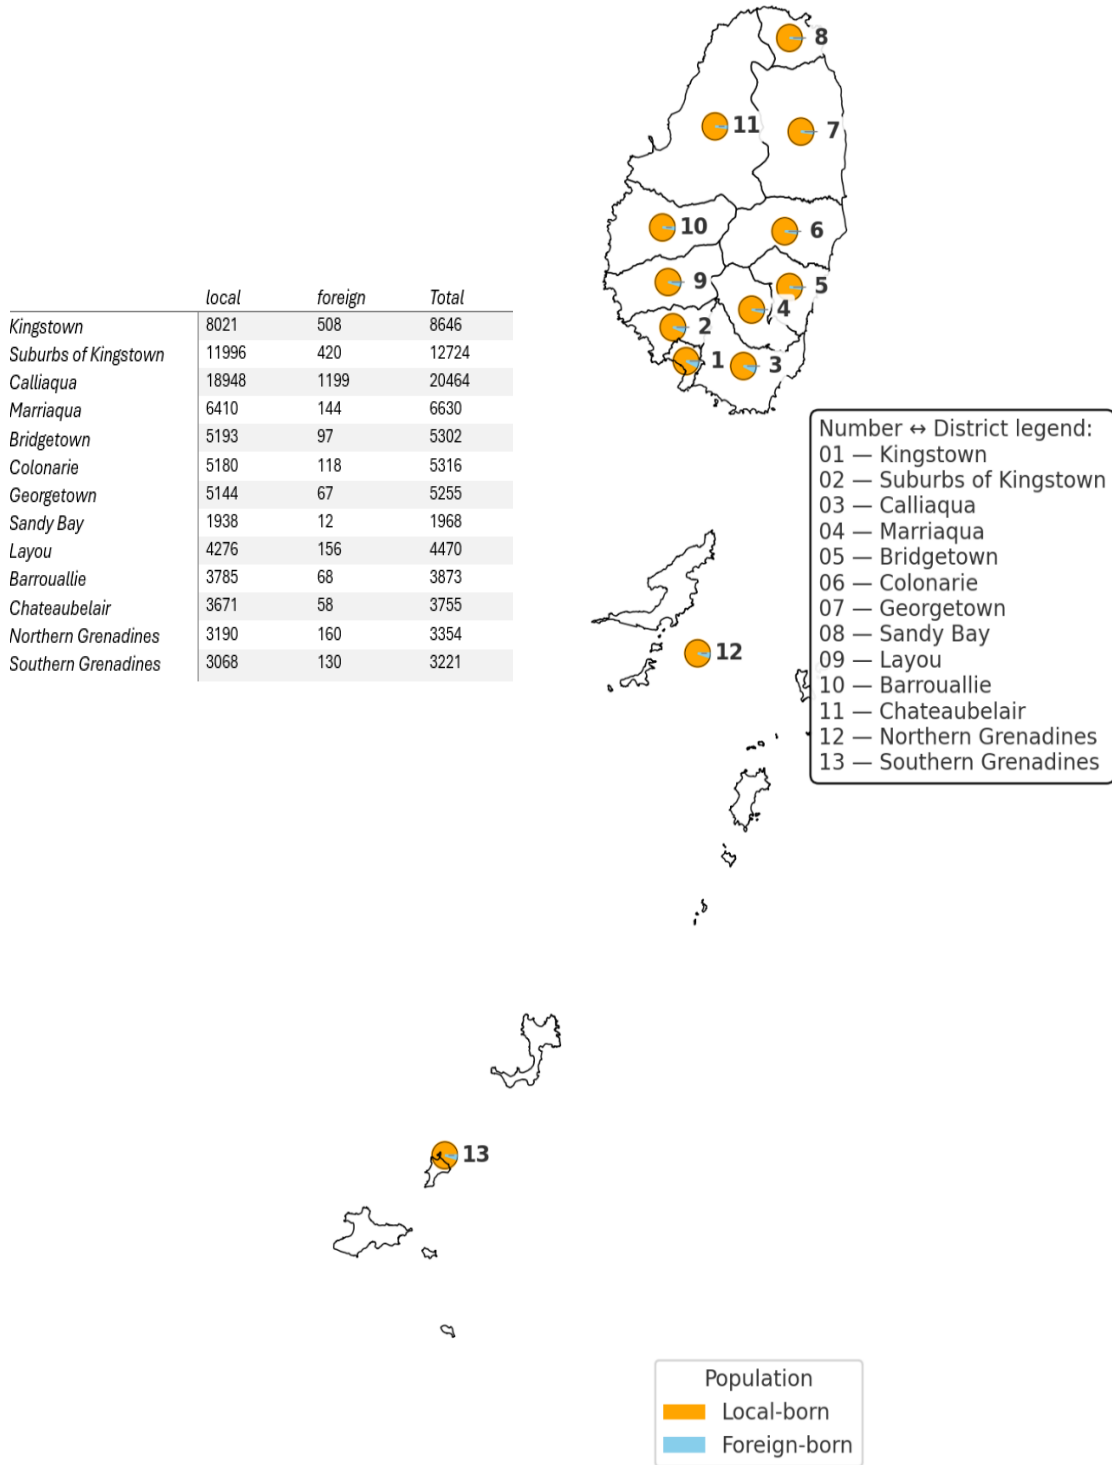 8
11
7
10
6
9
5
4
2
1
3
local foreign Total
Kingstown 8021 508 8646
Suburbs of Kingstown 11996 420 12724
Calliaqua 18948 1199 20464
Marriaqua 6410 144 6630
Bridgetown 5193 97 5302
Colonarie 5180 118 5316
Georgetown 5144 67 5255
Sandy Bay 1938 12 1968
Layou 4276 156 4470
Barrouallie 3785 68 3873
Chateaubelair 3671 58 3755
Northern Grenadines 3190 160 3354
Southern Grenadines 3068 130 3221
Number ↔ District legend:
01 — Kingstown
02 — Suburbs of Kingstown
03 — Calliaqua
04 — Marriaqua
05 — Bridgetown
06 — Colonarie
07 — Georgetown
08 — Sandy Bay
09 — Layou
10 — Barrouallie
11 — Chateaubelair
12 — Northern Grenadines
13 — Southern Grenadines
12
13
Population
Local-born
Foreign-born